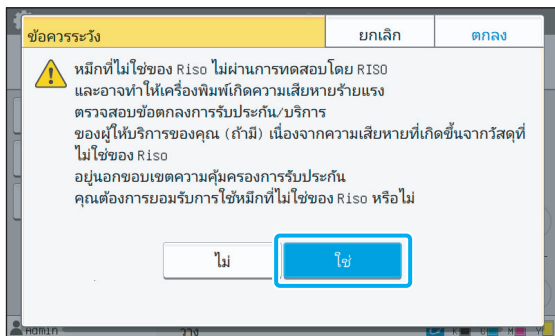 ข้อควรระวัง
ยกเลิก
ตกลง
หมึกที่ไม่ใช่ของ Riso ไม่ผ่านการทดสอบโดย RISO
และอาจทำให้เครื่องพิมพ์เกิดความเสียหายร้ายแรง
ตรวจสอบข้อตกลงการรับประกัน/บริการ
ของผู้ให้บริการของคุณ (ถ้ามี) เนื่องจากความเสียหายที่เกิดขึ้นจากวัสดุที่
ไม่ใช่ของ Riso
อยู่นอกขอบเขตความคุ้มครองการรับประกัน
คุณต้องการยอมรับการใช้หมึกที่ไม่ใช่ของ Riso หรือไม่
ไม่
ใช่
Admin
ว่าง